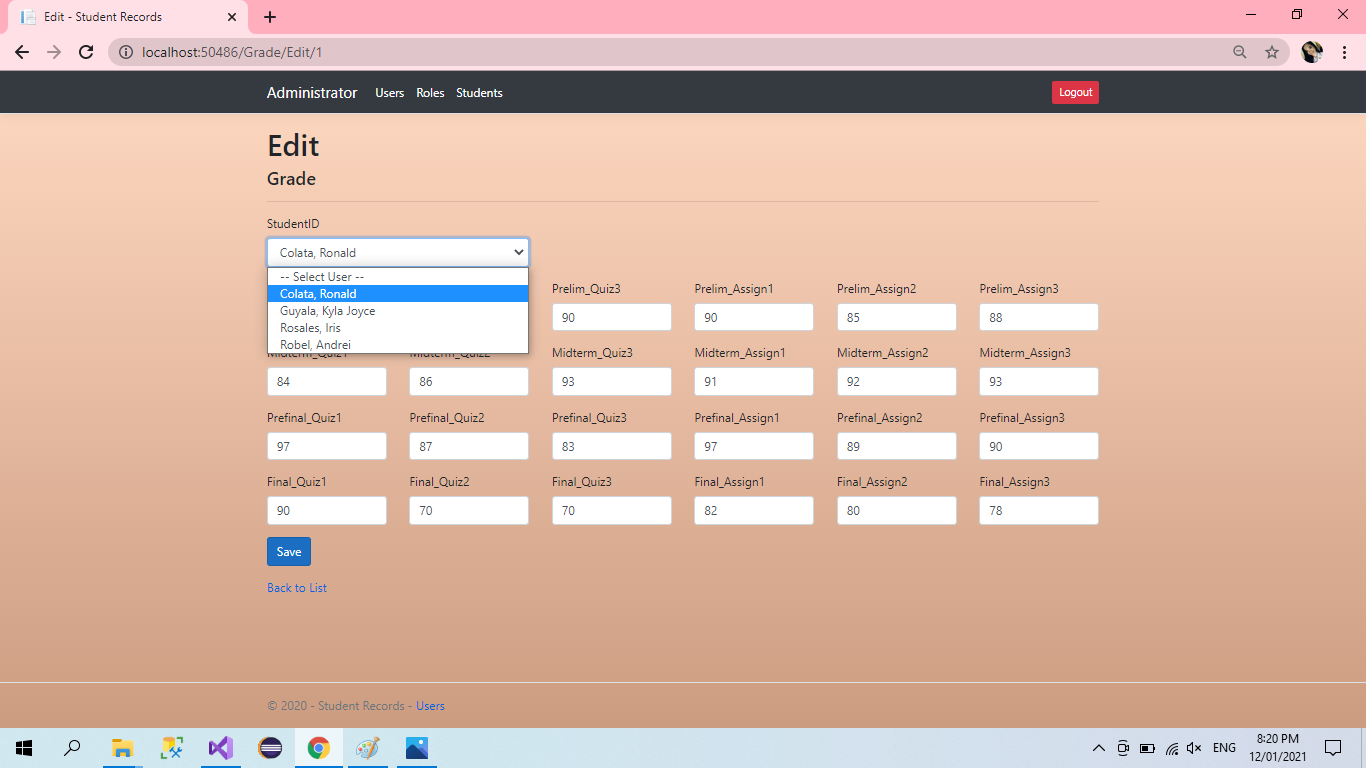 Edit - Student Records
localhost:50486/Grade/Edit/1
Administrator Users Roles Students Logout
Edit
Grade
StudentID
Colata, Ronald
-- Select User --
Colata, Ronald
Guyala, Kyla Joyce
Rosales, Iris
Robel, Andrei
Prelim_Quiz3 Prelim_Assign1 Prelim_Assign2 Prelim_Assign3
90 90 85 88
Midterm_Quiz1 Midterm_Quiz2 Midterm_Quiz3 Midterm_Assign1 Midterm_Assign2 Midterm_Assign3
84 86 93 91 92 93
Prefinal_Quiz1 Prefinal_Quiz2 Prefinal_Quiz3 Prefinal_Assign1 Prefinal_Assign2 Prefinal_Assign3
97 87 83 97 89 90
Final_Quiz1 Final_Quiz2 Final_Quiz3 Final_Assign1 Final_Assign2 Final_Assign3
90 70 70 82 80 78
Save
Back to List
© 2020 - Student Records - Users
ENG
8:20 PM
12/01/2021